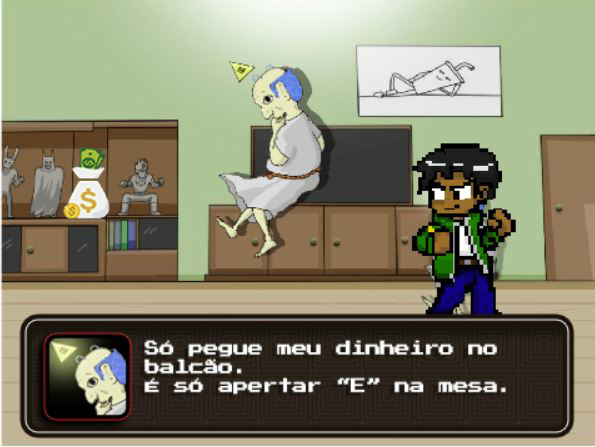 $
$
Só pegue meu dinheiro no
balcão.
É só apertar “E” na mesa.